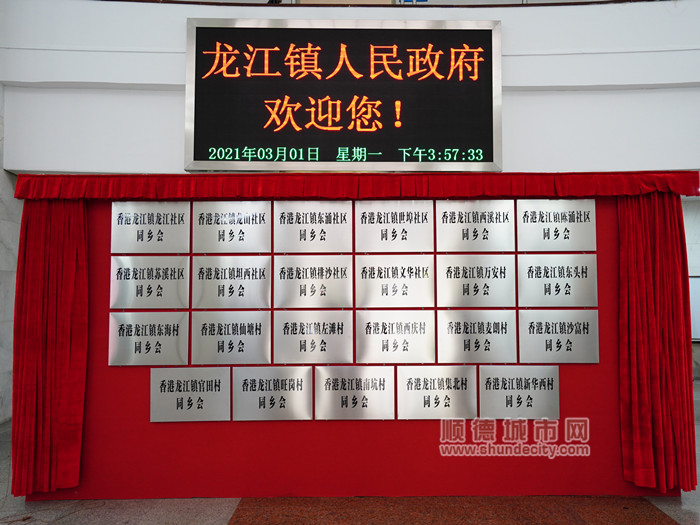 龙江镇人民政府
欢迎您！
2021年03月01日 星期一 下午3:57:33
香港龙江镇龙江社区
同乡会
香港龙江镇龙山社区
同乡会
香港龙江镇东涌社区
同乡会
香港龙江镇世埠社区
同乡会
香港龙江镇西溪社区
同乡会
香港龙江镇陈涌社区
同乡会
香港龙江镇苏溪社区
同乡会
香港龙江镇坦西社区
同乡会
香港龙江镇排沙社区
同乡会
香港龙江镇文华社区
同乡会
香港龙江镇万安村
同乡会
香港龙江镇东头村
同乡会
香港龙江镇东海村
同乡会
香港龙江镇仙塘村
同乡会
香港龙江镇左滩村
同乡会
香港龙江镇西庆村
同乡会
香港龙江镇麦朗村
同乡会
香港龙江镇沙富村
同乡会
香港龙江镇官田村
同乡会
香港龙江镇旺岗村
同乡会
香港龙江镇南坑村
同乡会
香港龙江镇集北村
同乡会
香港龙江镇新华西村
同乡会
顺德城市网
www.shundecity.com